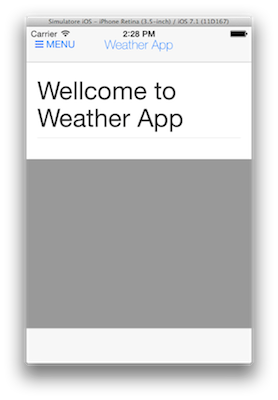 Simulatore iOS - iPhone Retina (3.5-inch) / iOS 7.1 (11D167)
Carrier 2:28 PM
MENU Weather App
Wellcome to
Weather App